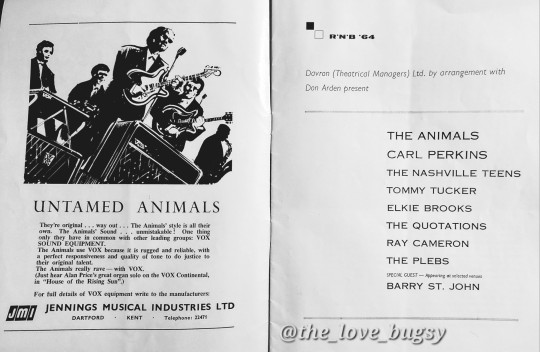 UNTAMED ANIMALS
They're original . . . way out . . . The Animals' style is all their
own. The Animals' Sound . . . unmistakable! One thing
only they have in common with other leading groups: VOX
SOUND EQUIPMENT.
The Animals use VOX because it is rugged and reliable, with
a perfect responsiveness and quality of tone to do justice to
their original talent.
The Animals really rave — with VOX.
(Just hear Alan Price's great organ solo on the VOX Continental,
in "House of the Rising Sun".)
For full details of VOX equipment write to the manufacturers:
JMI JENNINGS MUSICAL INDUSTRIES LTD
DARTFORD · KENT · Telephone: 22471
R'N'B '64
Davron (Theatrical Managers) Ltd. by arrangement with
Don Arden present
THE ANIMALS
CARL PERKINS
THE NASHVILLE TEENS
TOMMY TUCKER
ELKIE BROOKS
THE QUOTATIONS
RAY CAMERON
THE PLEBS
SPECIAL GUEST — Appearing at selected venues
BARRY ST. JOHN
@the_love_bugsy